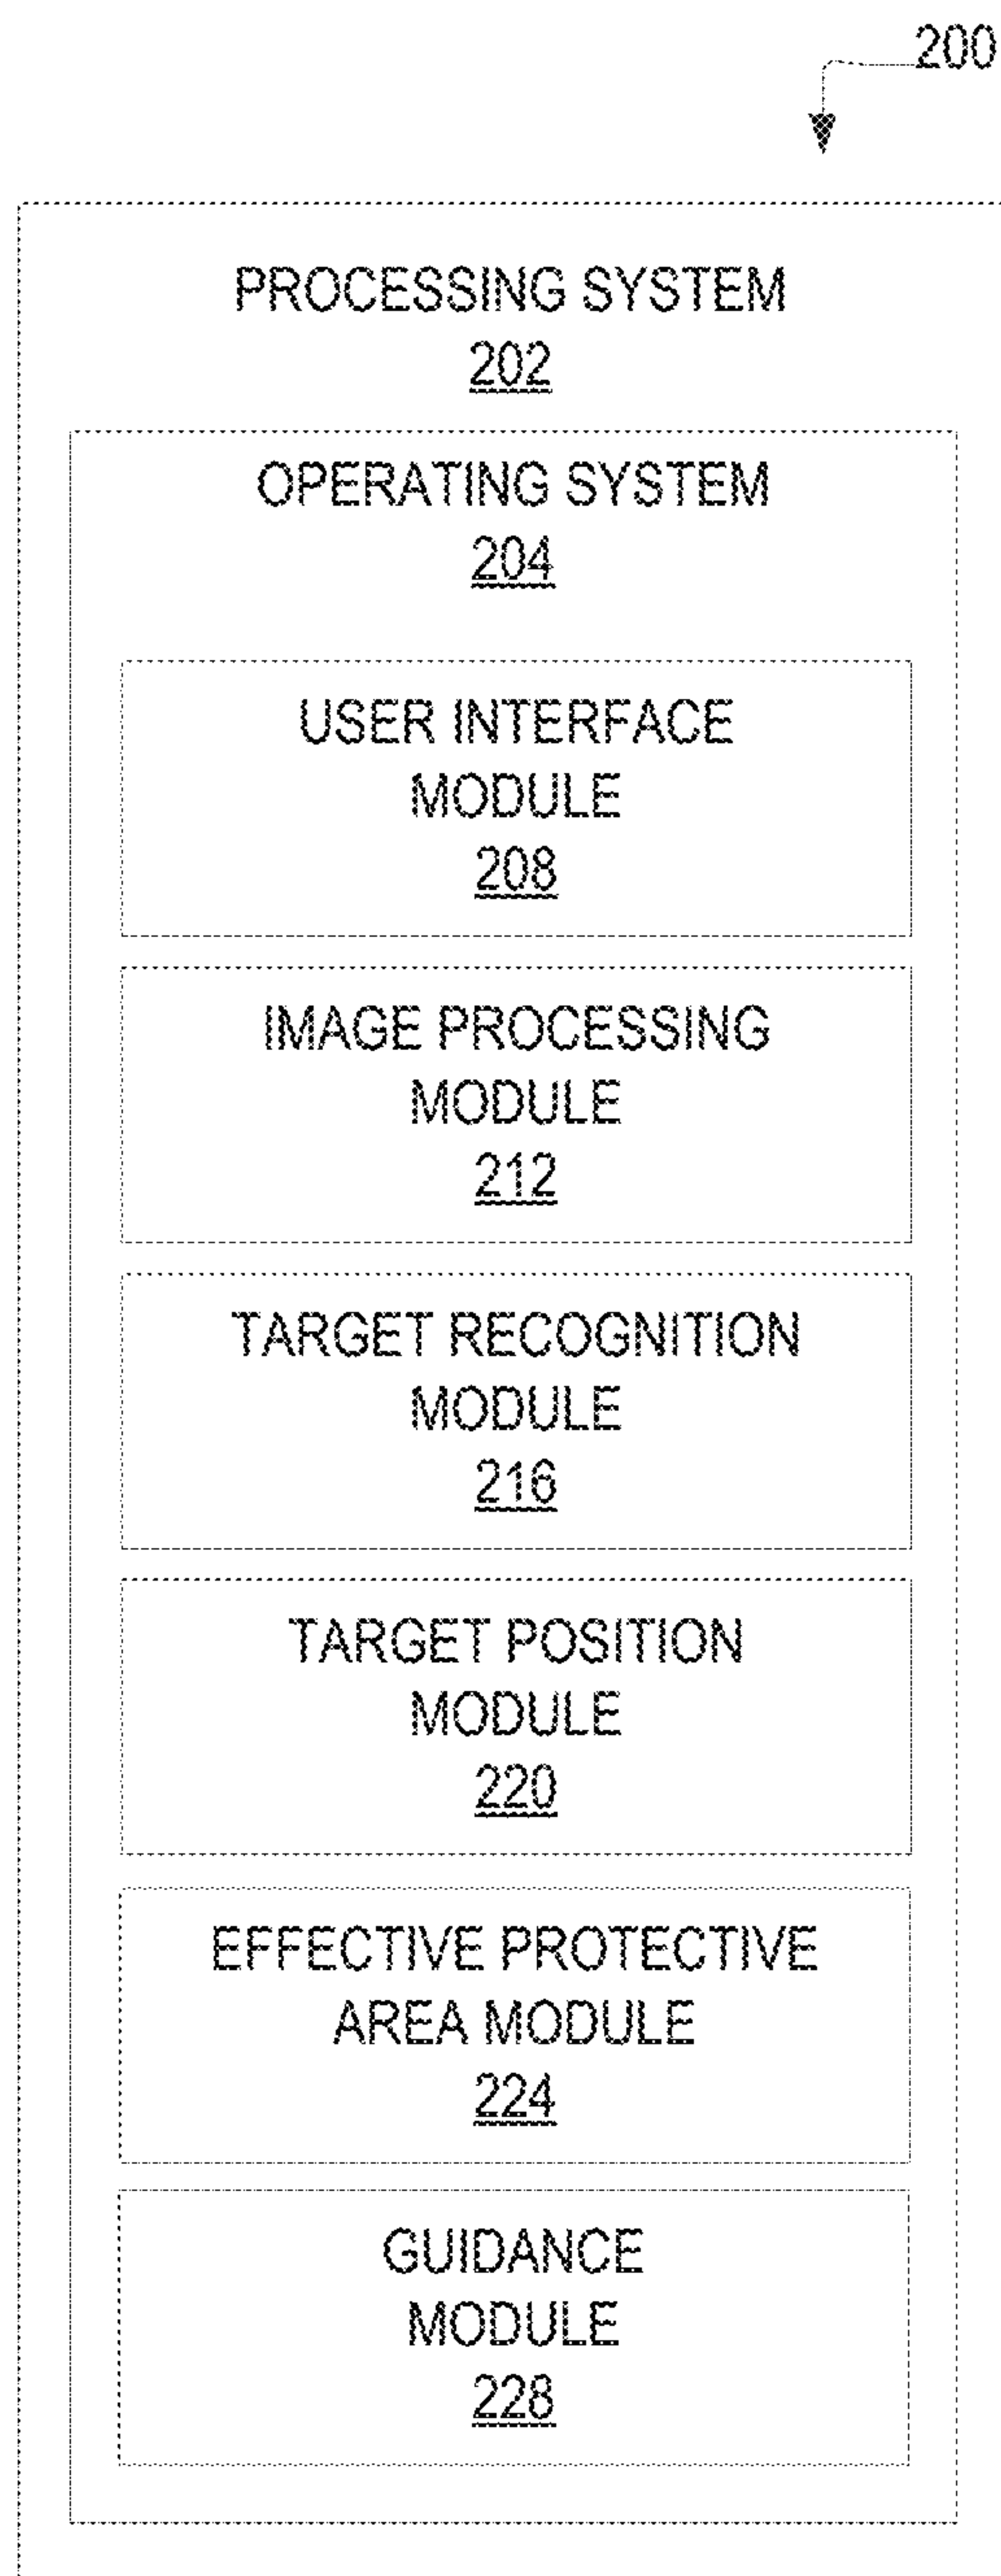 200
PROCESSING SYSTEM
202
OPERATING SYSTEM
204
USER INTERFACE
MODULE
208
IMAGE PROCESSING
MODULE
212
TARGET RECOGNITION
MODULE
216
TARGET POSITION
MODULE
220
EFFECTIVE PROTECTIVE
AREA MODULE
224
GUIDANCE
MODULE
228